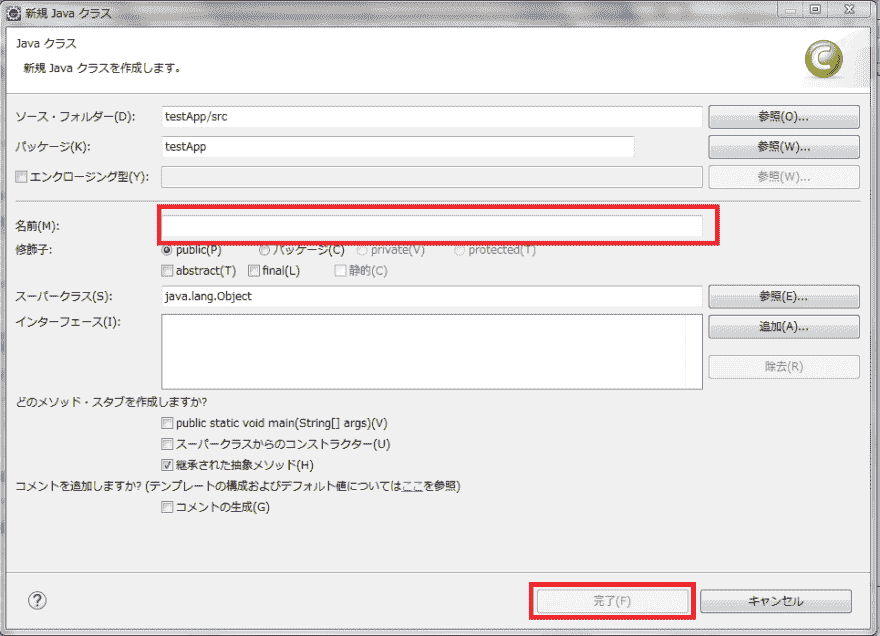 新規 Java クラス
Java クラス
新規 Java クラスを作成します。
ソース・フォルダー(D): testApp/src 参照(O)...
パッケージ(K): testApp 参照(W)...
エンクロージング型(Y): 参照(W)...
名前(M):
修飾子: public(P) パッケージ(C) private(V) protected(T)
abstract(T) final(L) 静的(C)
スーパークラス(S): java.lang.Object 参照(E)...
インターフェース(I): 追加(A)...
除去(R)
どのメソッド・スタブを作成しますか?
public static void main(String[] args)(V)
スーパークラスからのコンストラクター(U)
継承された抽象メソッド(H)
コメントを追加しますか? (テンプレートの構成およびデフォルト値についてはここを参照)
コメントの生成(G)
完了(F) キャンセル